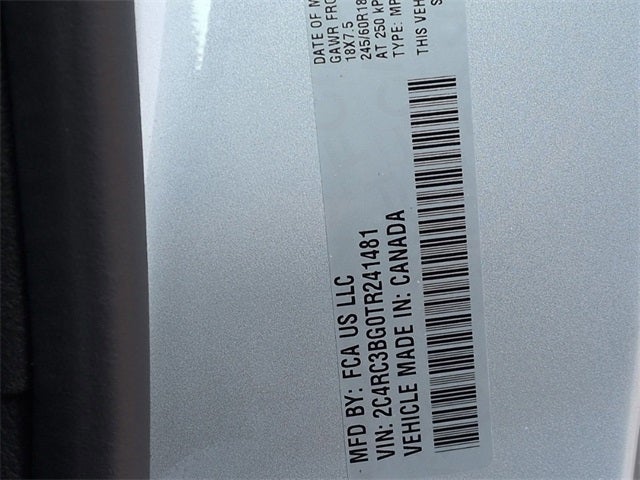 DATE OF M
GAWR FRO
18X7.5
245/60R18
AT 250 KP
TYPE: MP
THIS VEH
MFD BY: FCA US LLC
VIN: 2C4RC3BG0TR241481
VEHICLE MADE IN: CANADA